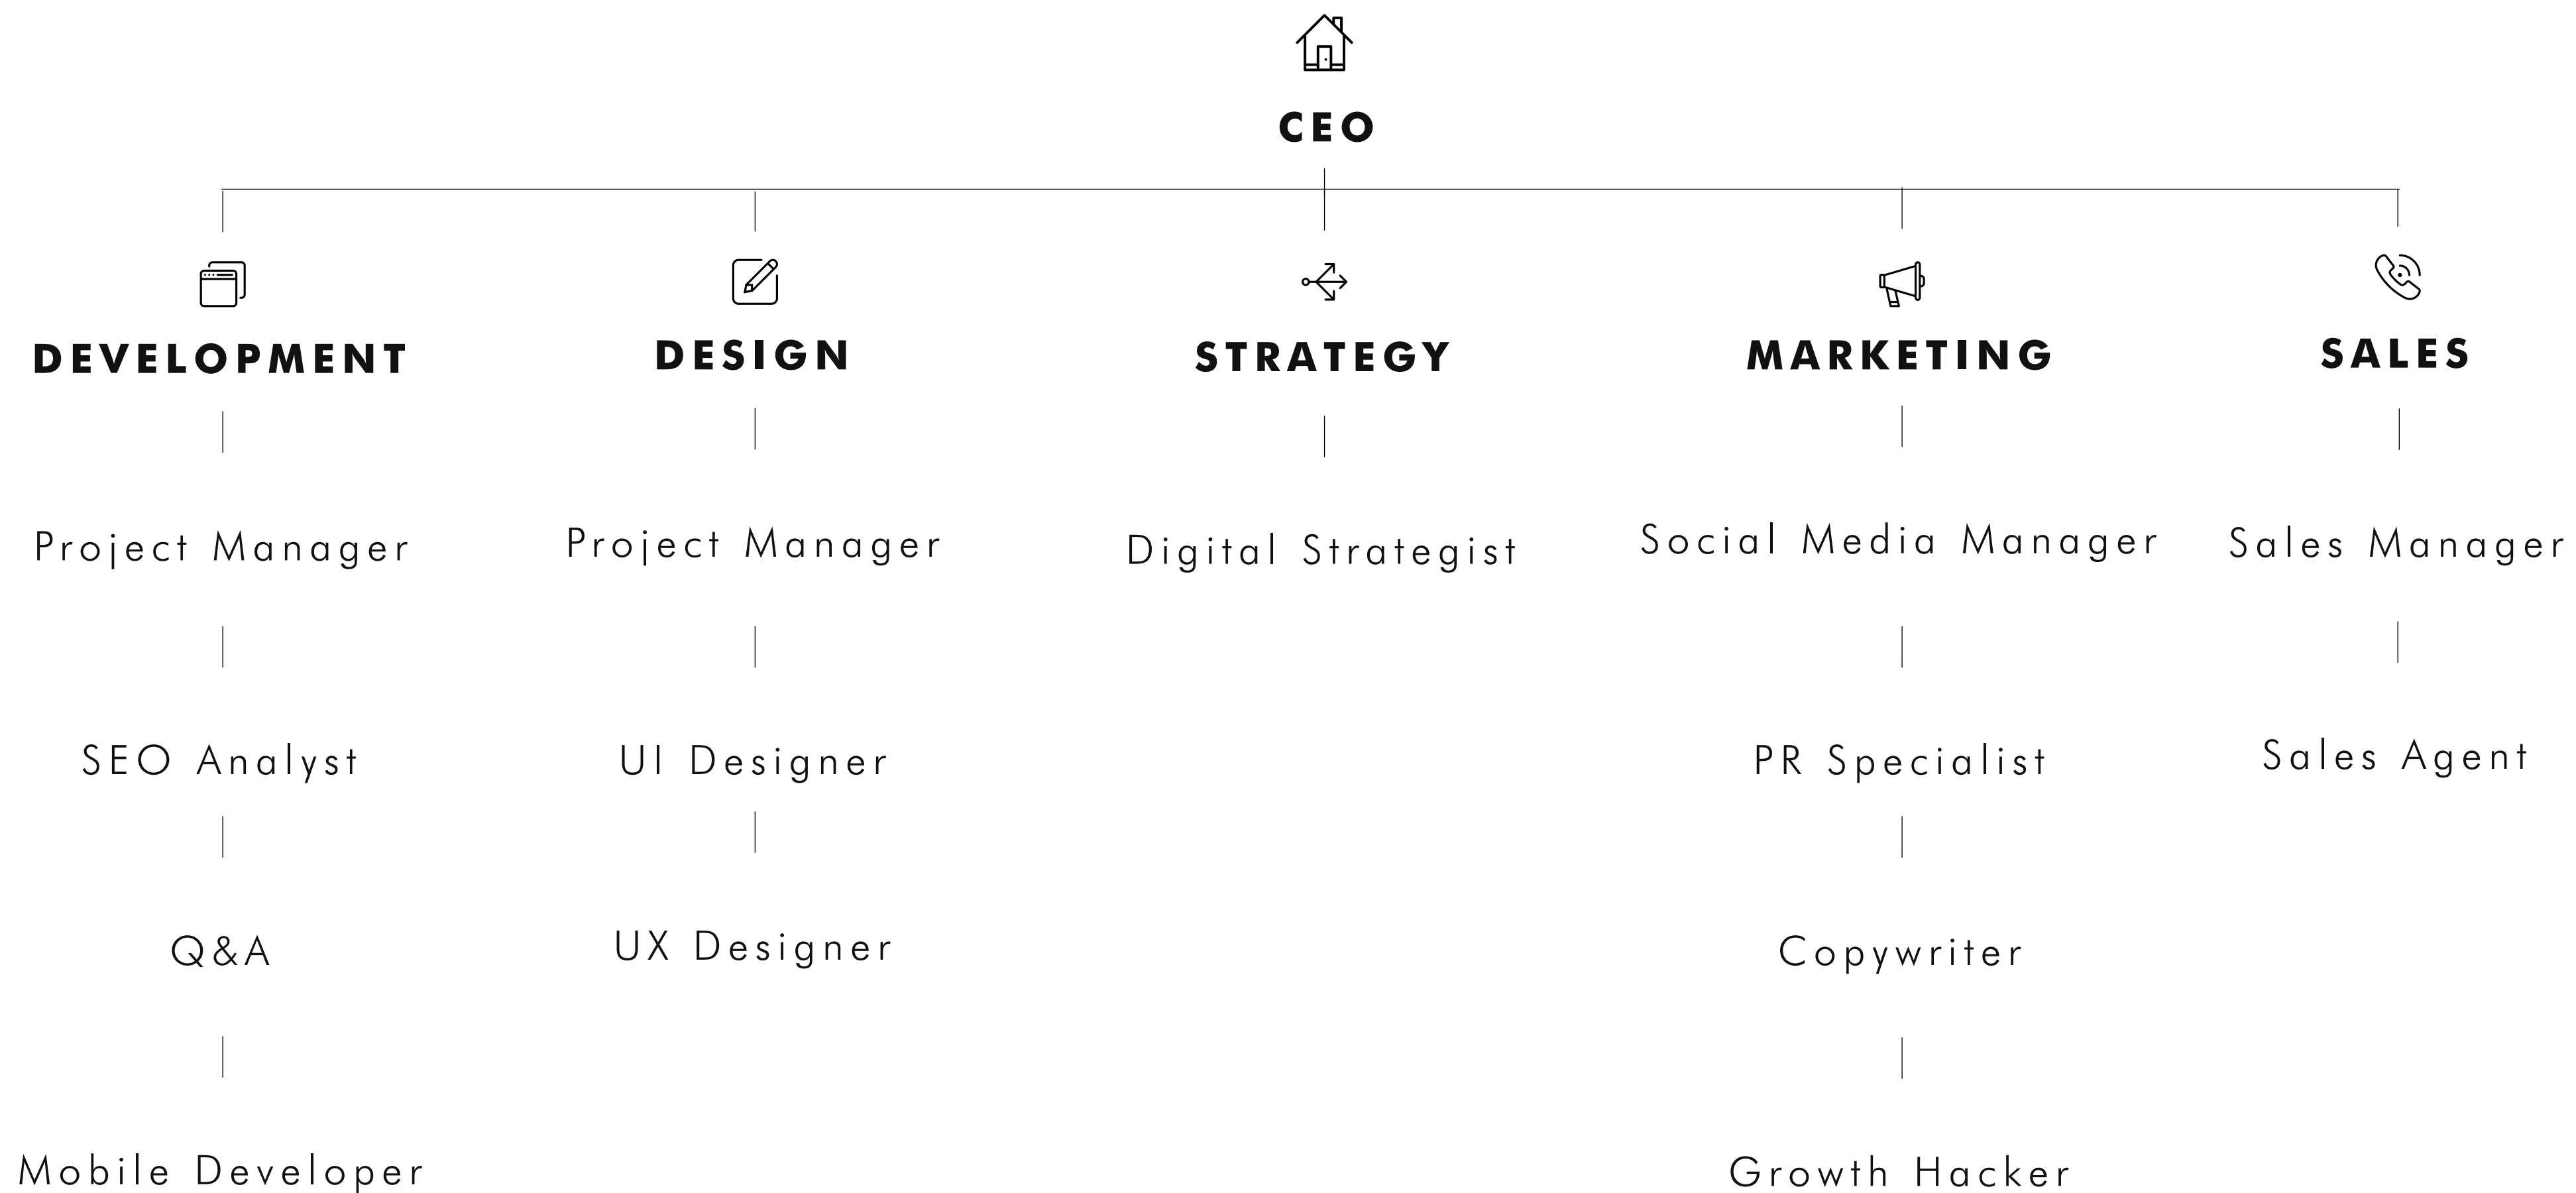 CEO
DEVELOPMENT
DESIGN
STRATEGY
MARKETING
SALES
Project Manager
Project Manager
Digital Strategist
Social Media Manager
Sales Manager
SEO Analyst
UI Designer
PR Specialist
Sales Agent
Q&A
UX Designer
Copywriter
Mobile Developer
Growth Hacker